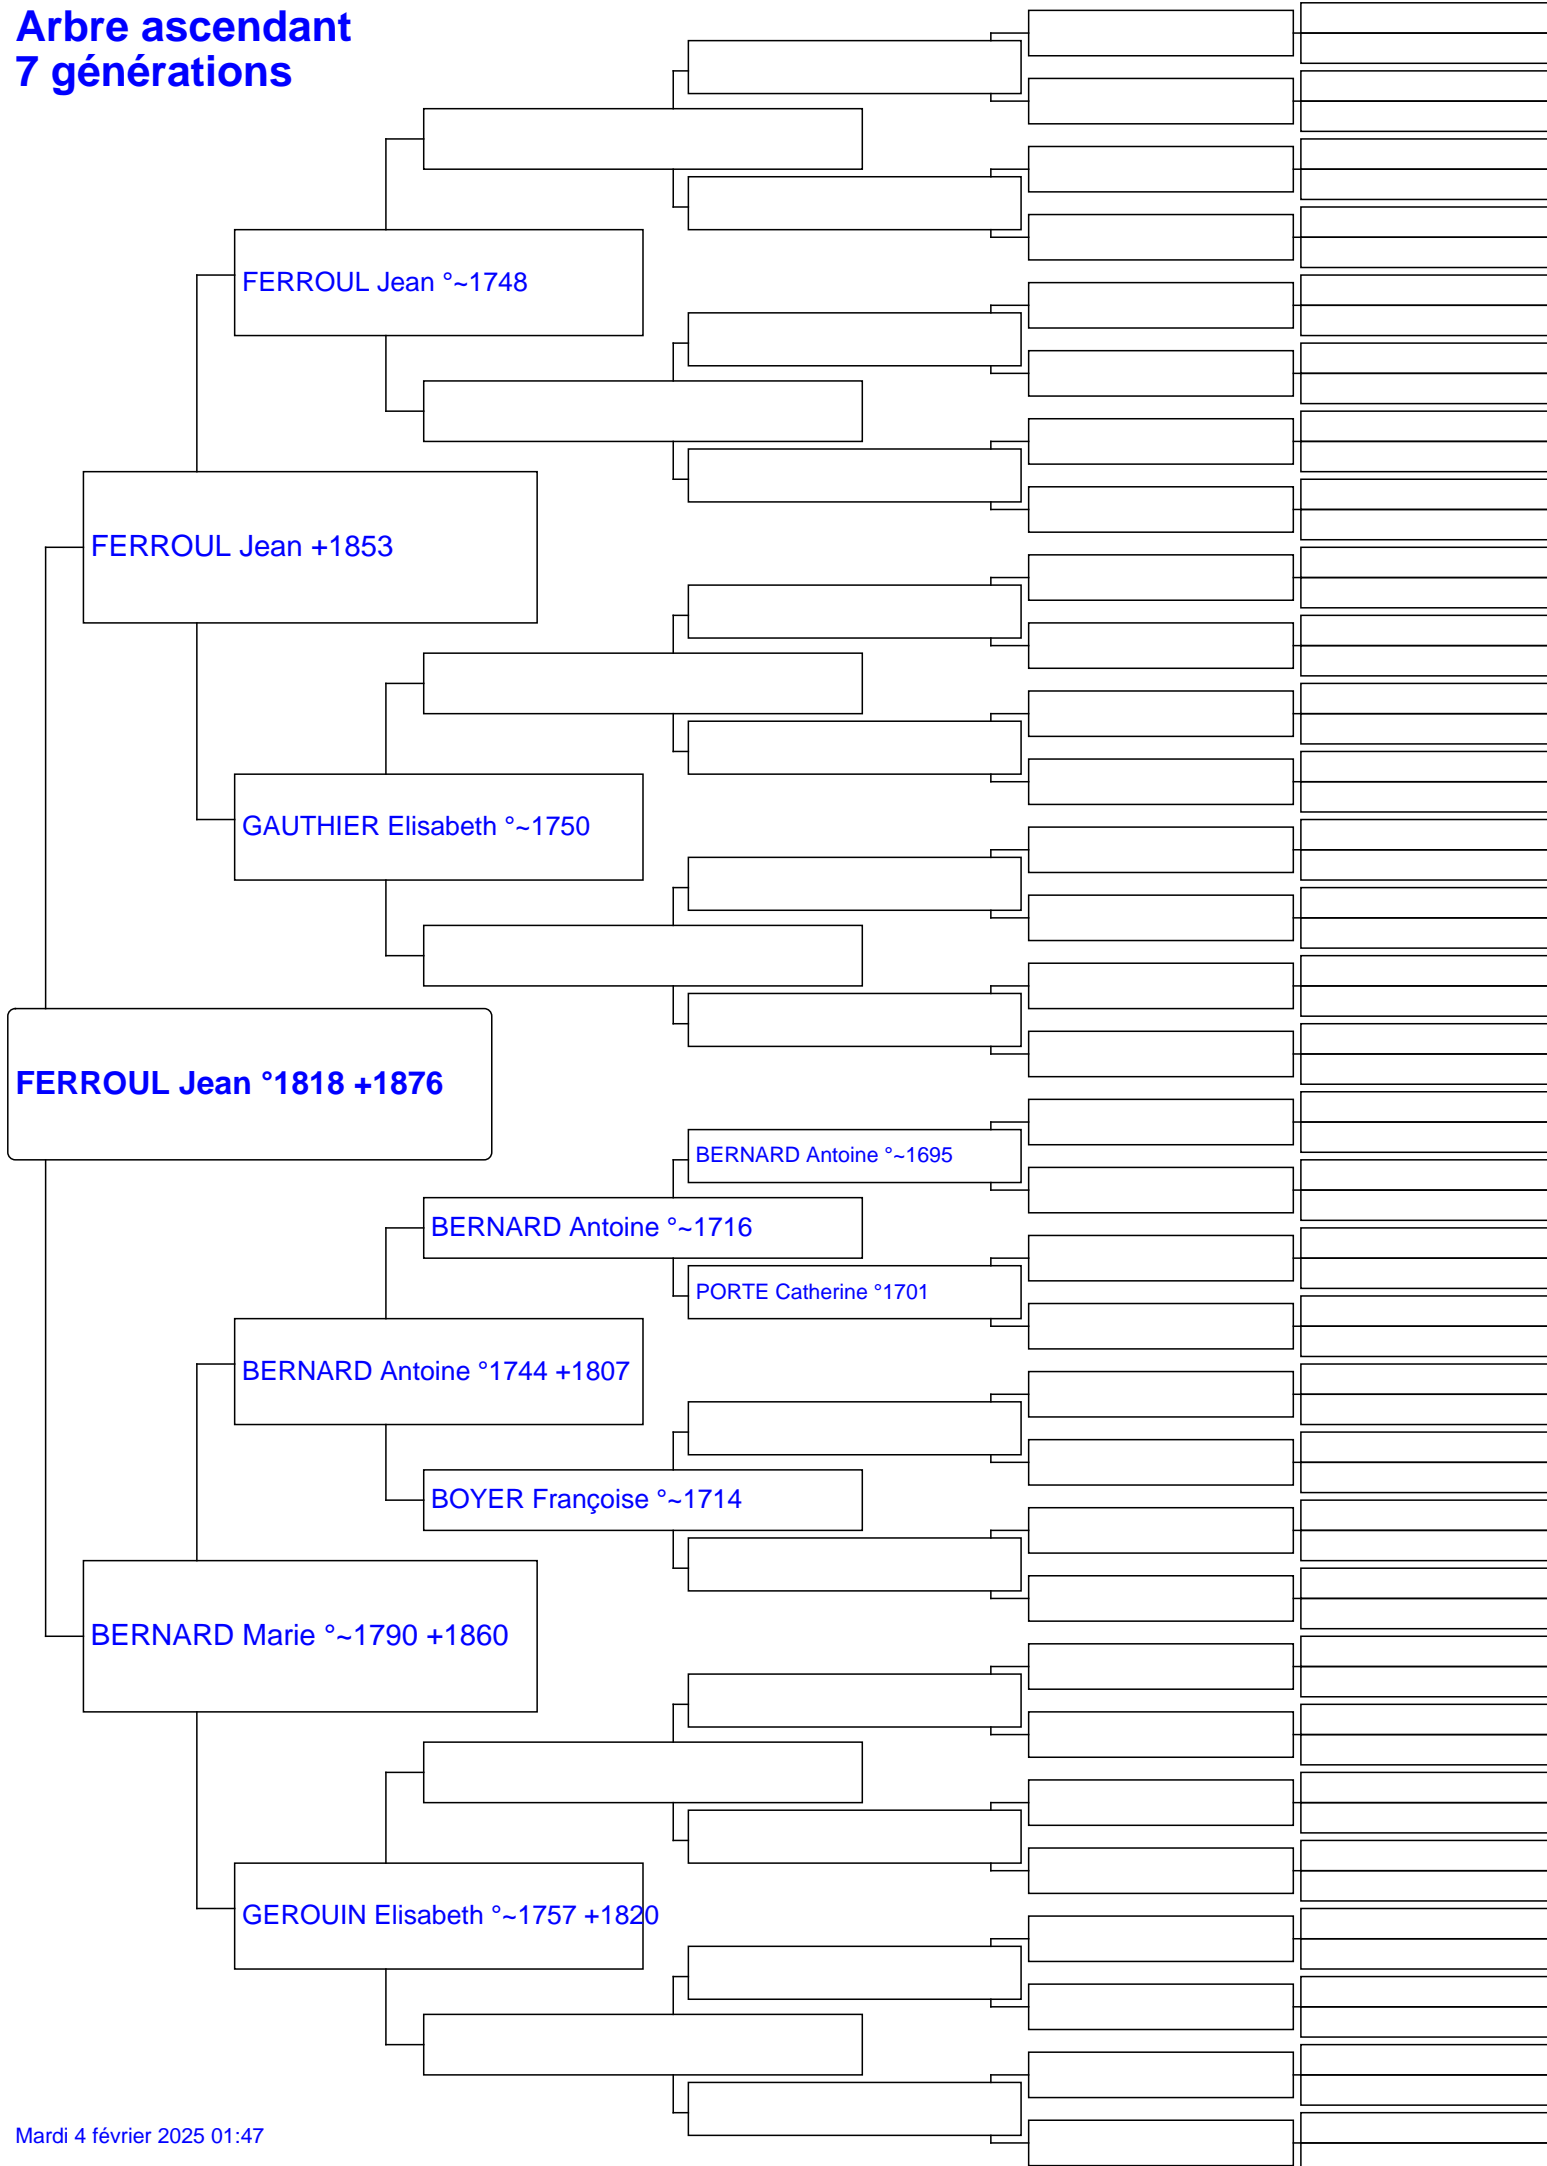 Arbre ascendant
7 générations
FERROUL Jean °~1748
FERROUL Jean +1853
GAUTHIER Elisabeth °~1750
FERROUL Jean °1818 +1876
BERNARD Antoine °~1695
BERNARD Antoine °~1716
PORTE Catherine °1701
BERNARD Antoine °1744 +1807
BOYER Françoise °~1714
BERNARD Marie °~1790 +1860
GEROUIN Elisabeth °~1757 +1820
Mardi 4 février 2025 01:47